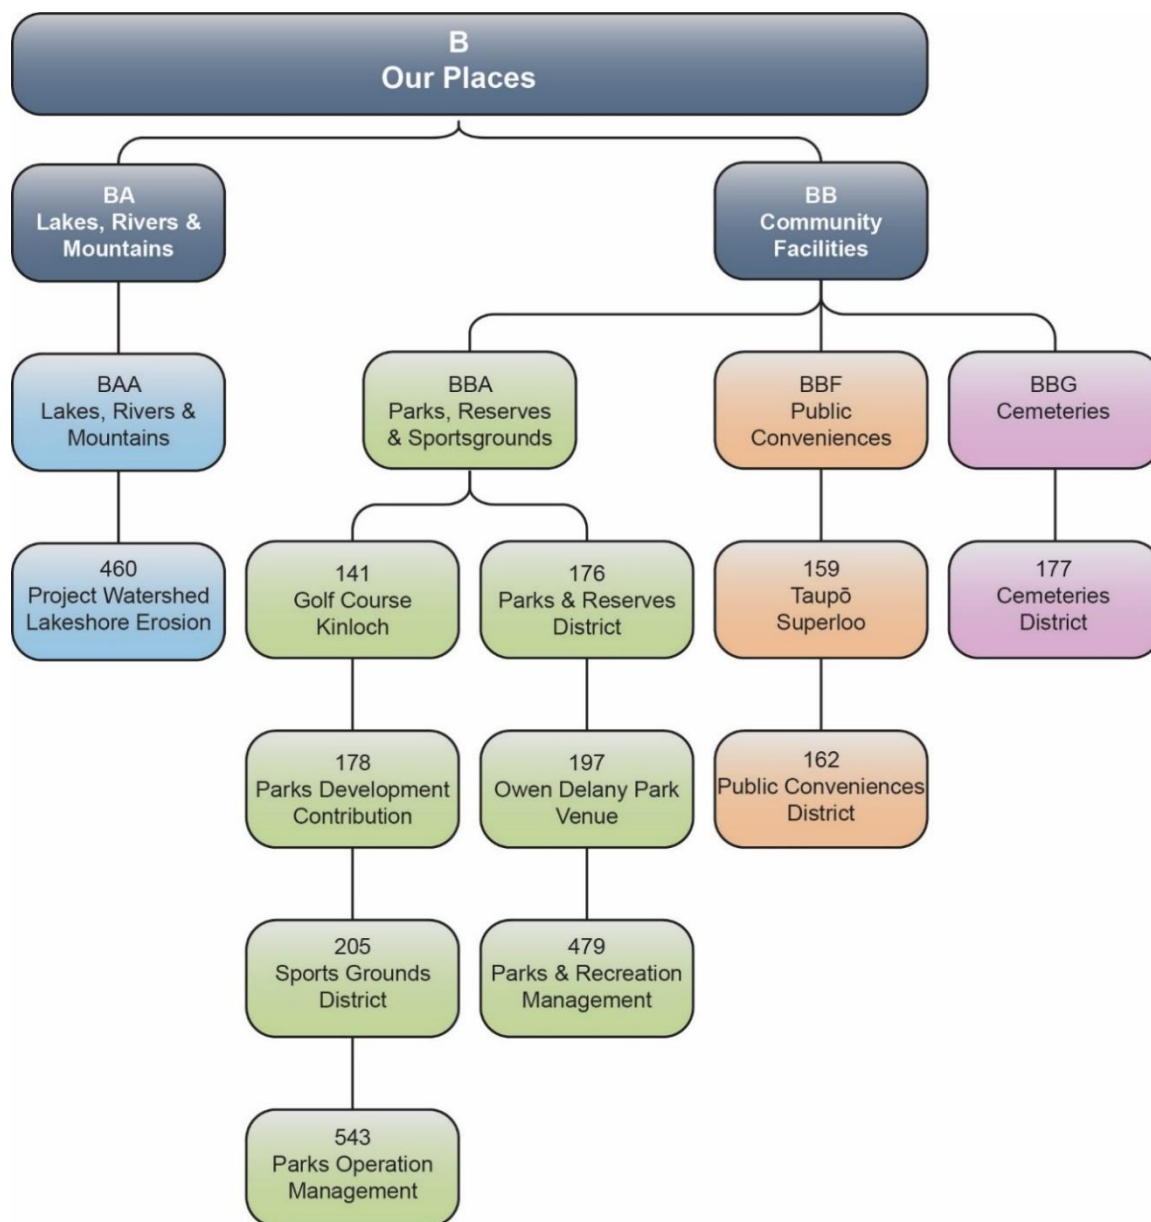 B
Our Places
BA
Lakes, Rivers &
Mountains
BB
Community
Facilities
BAA
Lakes, Rivers &
Mountains
BBA
Parks, Reserves
& Sportsgrounds
BBF
Public
Conveniences
BBG
Cemeteries
460
Project Watershed
Lakeshore Erosion
141
Golf Course
Kinloch
176
Parks & Reserves
District
159
Taupō
Superloo
177
Cemeteries
District
178
Parks Development
Contribution
197
Owen Delany Park
Venue
162
Public Conveniences
District
205
Sports Grounds
District
479
Parks & Recreation
Management
543
Parks Operation
Management